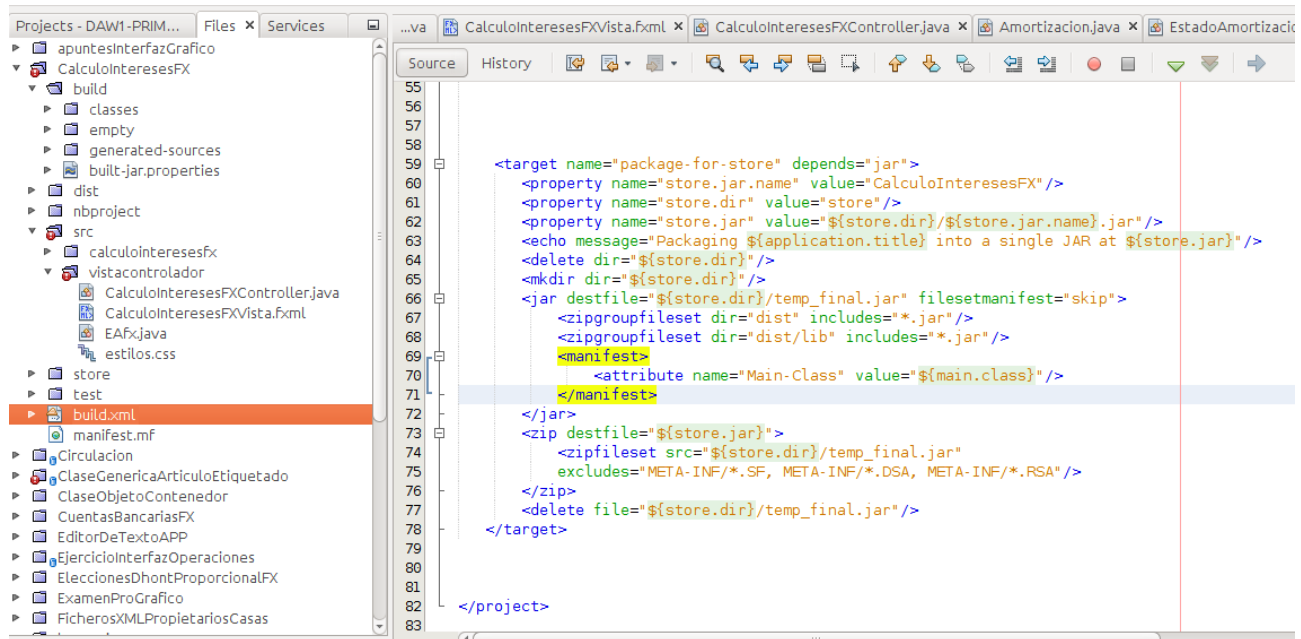 Projects - DAW1-PRIM...
Files
Services
apuntesInterfazGrafico
CalculoInteresesFX
build
classes
empty
generated-sources
built-jar.properties
dist
nbproject
src
calculointeresesfx
vistacontrolador
CalculoInteresesFXController.java
CalculoInteresesFXVista.fxml
EAfx.java
estilos.css
store
test
build.xml
manifest.mf
Circulacion
ClaseGenericaArticuloEtiquetado
ClaseObjetoContenedor
CuentasBancariasFX
EditorDeTextoAPP
EjercicioInterfazOperaciones
EleccionesDhontProporcionalFX
ExamenProGrafico
FicherosXMLPropietariosCasas
...va
CalculoInteresesFXVista.fxml
CalculoInteresesFXController.java
Amortizacion.java
EstadoAmortizacio
Source
History
55
56
57
58
59 <target name="package-for-store" depends="jar">
60 <property name="store.jar.name" value="CalculoInteresesFX"/>
61 <property name="store.dir" value="store"/>
62 <property name="store.jar" value="${store.dir}/${store.jar.name}.jar"/>
63 <echo message="Packaging ${application.title} into a single JAR at ${store.jar}"/>
64 <delete dir="${store.dir}"/>
65 <mkdir dir="${store.dir}"/>
66 <jar destfile="${store.dir}/temp_final.jar" filesetmanifest="skip">
67 <zipgroupfileset dir="dist" includes="*.jar"/>
68 <zipgroupfileset dir="dist/lib" includes="*.jar"/>
69 <manifest>
70 <attribute name="Main-Class" value="${main.class}"/>
71 </manifest>
72 </jar>
73 <zip destfile="${store.jar}">
74 <zipfileset src="${store.dir}/temp_final.jar"
75 excludes="META-INF/*.SF, META-INF/*.DSA, META-INF/*.RSA"/>
76 </zip>
77 <delete file="${store.dir}/temp_final.jar"/>
78 </target>
79
80
81
82 </project>
83